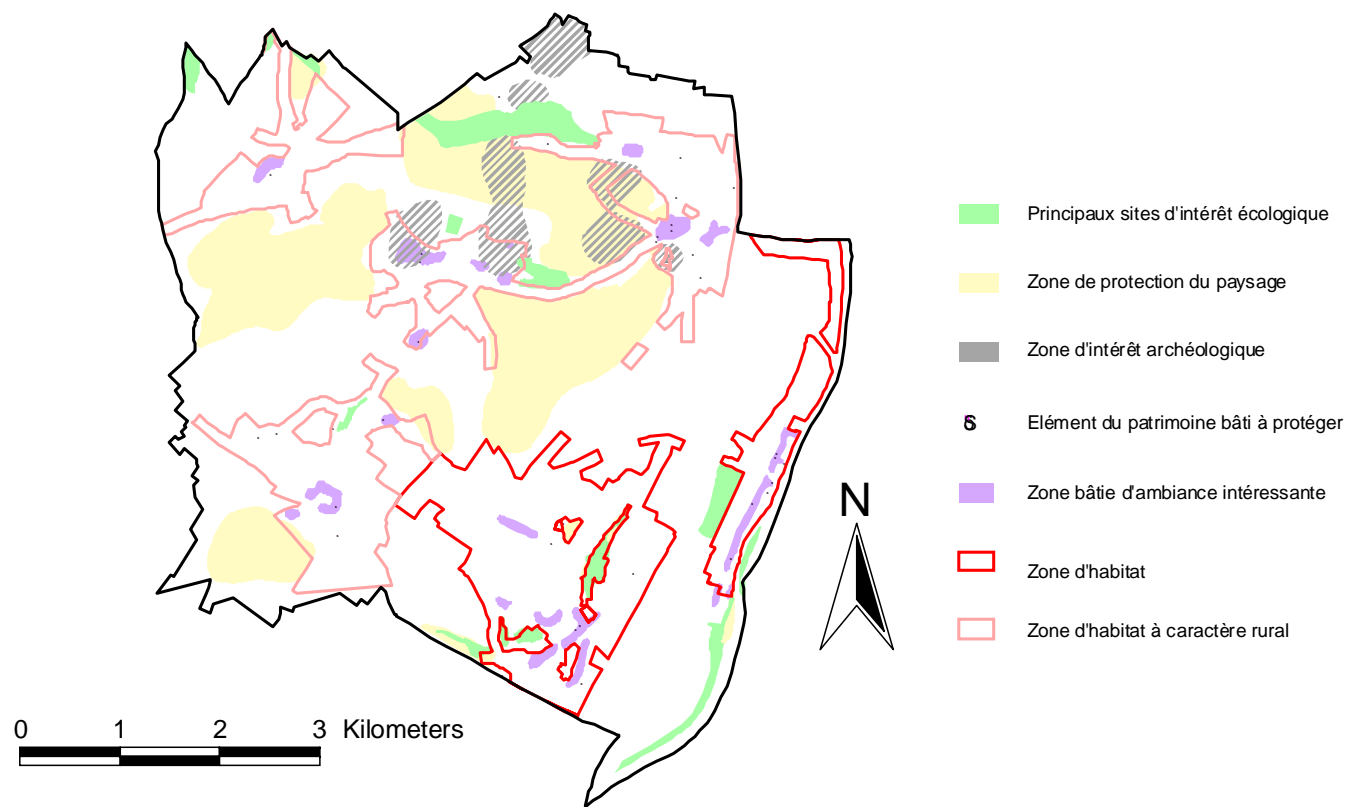 Principaux sites d'intérêt écologique
Zone de protection du paysage
Zone d'intérêt archéologique
Elément du patrimoine bâti à protéger
Zone bâtie d'ambiance intéressante
Zone d'habitat
Zone d'habitat à caractère rural
N
0 1 2 3 Kilometers